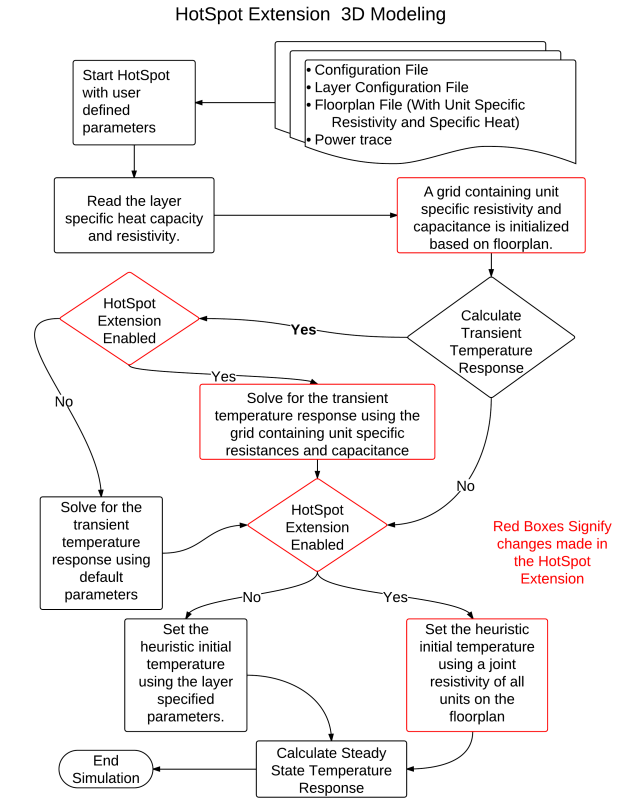 HotSpot Extension  3D Modeling
Start HotSpot
with user
defined
parameters
• Configuration File
• Layer Configuration File
• Floorplan File (With Unit Specific
Resistivity and Specific Heat)
• Power trace
Read the layer
specific heat capacity
and resistivity.
A grid containing unit
specific resistivity and
capacitance is initialized
based on floorplan.
HotSpot
Extension
Enabled
Yes
Calculate
Transient
Temperature
Response
Yes
No
Solve for the transient
temperature response using the
grid containing unit specific
resistances and capacitance
No
Solve for the
transient
temperature
response using
default
parameters
HotSpot
Extension
Enabled
Red Boxes Signify
changes made in
the HotSpot
Extension
No
Yes
Set the
heuristic initial
temperature
using the layer
specified
parameters.
Set the heuristic
initial temperature
using a joint
resistivity of all
units on the
floorplan
Calculate Steady
State Temperature
Response
End
Simulation